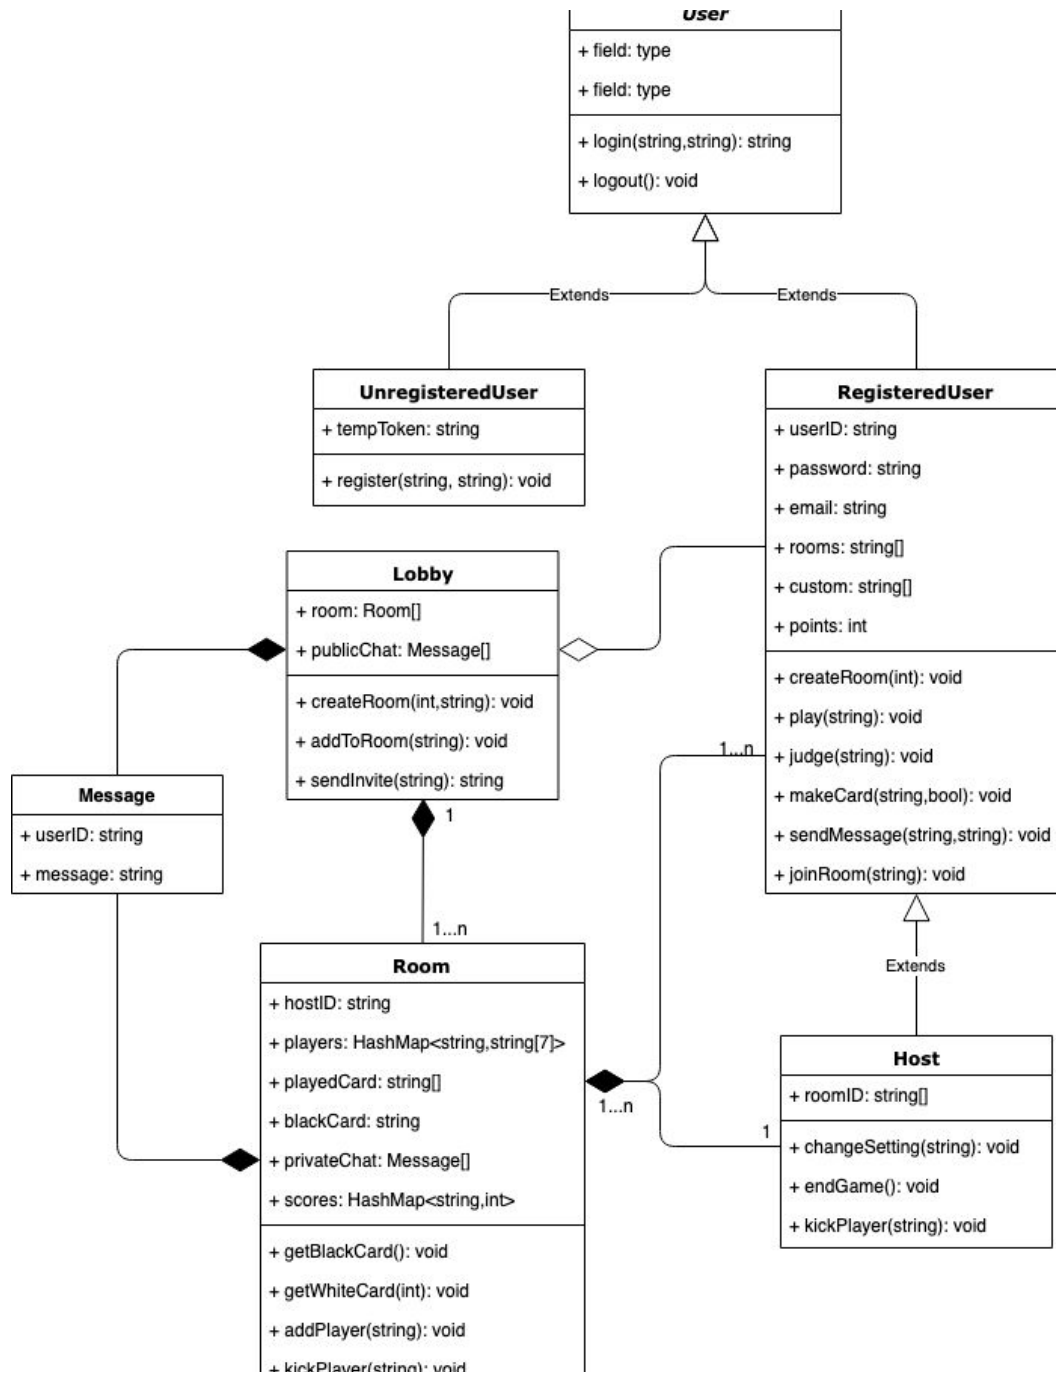 User
+ field: type
+ field: type
+ login(string,string): string
+ logout(): void
Extends
Extends
UnregisteredUser
+ tempToken: string
+ register(string, string): void
RegisteredUser
+ userID: string
+ password: string
+ email: string
+ rooms: string[]
+ custom: string[]
+ points: int
+ createRoom(int): void
+ play(string): void
+ judge(string): void
+ makeCard(string,bool): void
+ sendMessage(string,string): void
+ joinRoom(string): void
Lobby
+ room: Room[]
+ publicChat: Message[]
+ createRoom(int,string): void
+ addToRoom(string): void
+ sendInvite(string): string
1...n
Message
+ userID: string
+ message: string
1
1...n
Extends
Room
+ hostID: string
+ players: HashMap<string,string[7]>
+ playedCard: string[]
+ blackCard: string
+ privateChat: Message[]
+ scores: HashMap<string,int>
+ getBlackCard(): void
+ getWhiteCard(int): void
+ addPlayer(string): void
+ kickPlayer(string): void
1...n
1
Host
+ roomID: string[]
+ changeSetting(string): void
+ endGame(): void
+ kickPlayer(string): void